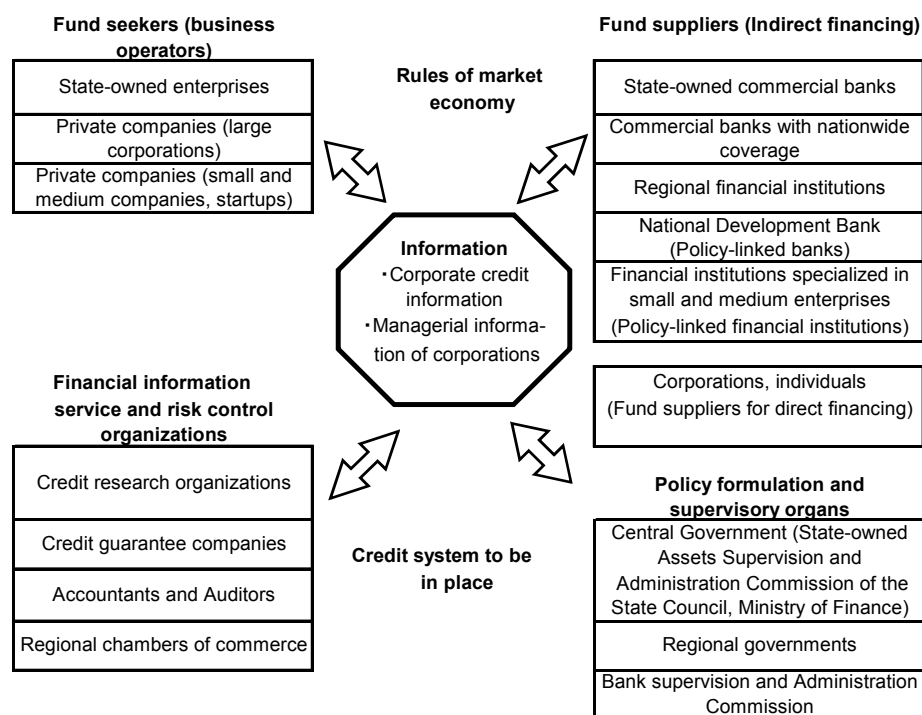 Fund seekers (business
operators)
State-owned enterprises
Private companies (large
corporations)
Private companies (small and
medium companies, startups)
Rules of market
economy
Fund suppliers (Indirect financing)
State-owned commercial banks
Commercial banks with nationwide
coverage
Regional financial institutions
National Development Bank
(Policy-linked banks)
Financial institutions specialized in
small and medium enterprises
(Policy-linked financial institutions)
Corporations, individuals
(Fund suppliers for direct financing)
Information
・Corporate credit
information
・Managerial informa-
tion of corporations
Financial information
service and risk control
organizations
Credit research organizations
Credit guarantee companies
Accountants and Auditors
Regional chambers of commerce
Credit system to be
in place
Policy formulation and
supervisory organs
Central Government (State-owned
Assets Supervision and
Administration Commission of the
State Council, Ministry of Finance)
Regional governments
Bank supervision and Administration
Commission